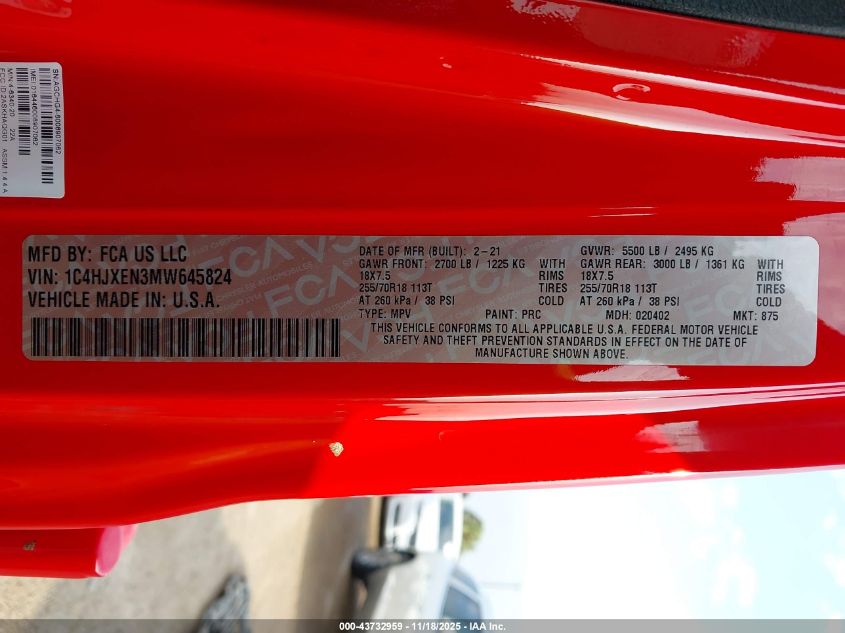 SN:AGCHG4.6008907082
MFD BY: FCA US LLC
VIN: 1C4HJXEN3MW645824
VEHICLE MADE IN: U.S.A.
DATE OF MFR (BUILT): 2-21 GVWR: 5500 LB / 2495 KG
GAWR FRONT: 2700 LB / 1225 KG WITH GAWR REAR: 3000 LB / 1361 KG WITH
18X7.5 RIMS 18X7.5 RIMS
255/70R18 113T TIRES 255/70R18 113T TIRES
AT 260 kPa / 38 PSI COLD AT 260 kPa / 38 PSI COLD
TYPE: MPV PAINT: PRC MDH: 020402 MKT: 875
THIS VEHICLE CONFORMS TO ALL APPLICABLE U.S.A. FEDERAL MOTOR VEHICLE
SAFETY AND THEFT PREVENTION STANDARDS IN EFFECT ON THE DATE OF
MANUFACTURE SHOWN ABOVE.
000-43732959 - 11/18/2025 - IAA Inc.